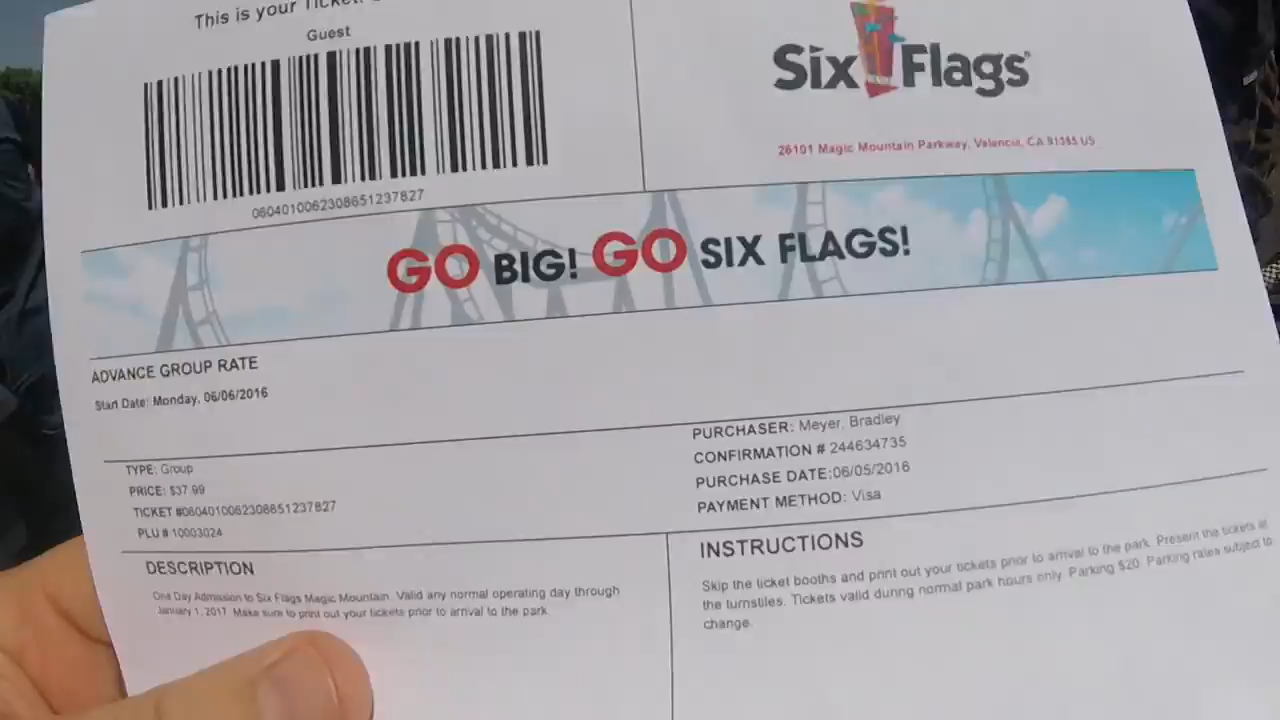 This is your Ticket.
Guest
0604010062308651237827
Six Flags
26101 Magic Mountain Parkway, Valencia, CA 91355 US
GO BIG! GO SIX FLAGS!
ADVANCE GROUP RATE
Start Date: Monday, 06/06/2016
TYPE: Group
PRICE: $37.99
TICKET #0604010062308651237827
PLU # 10003024
PURCHASER: Meyer, Bradley
CONFIRMATION # 244634735
PURCHASE DATE:06/05/2016
PAYMENT METHOD: Visa
DESCRIPTION
One Day Admission to Six Flags Magic Mountain. Valid any normal operating day through
January 1, 2017. Make sure to print out your tickets prior to arrival to the park.
INSTRUCTIONS
Skip the ticket booths and print out your tickets prior to arrival to the park. Present the tickets at
the turnstiles. Tickets valid during normal park hours only. Parking $20. Parking rates subject to
change.